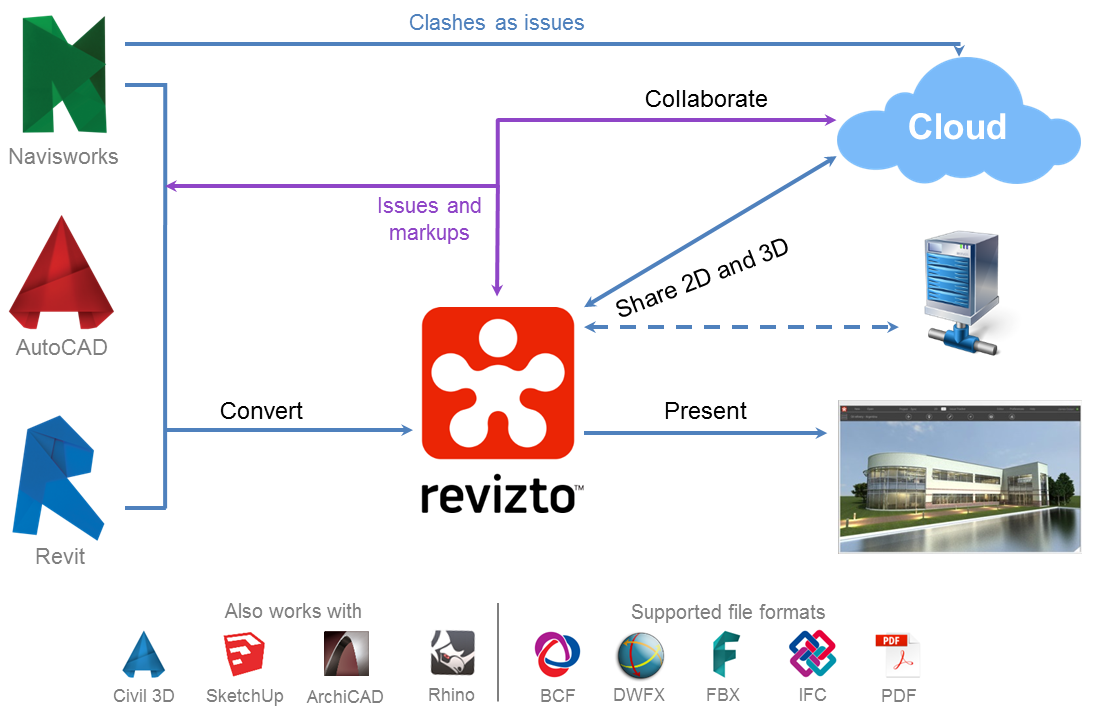 Clashes as issues
Collaborate
Cloud
Navisworks
Issues and
markups
Share 2D and 3D
AutoCAD
Convert
Present
revizto™
Revit
Also works with
Supported file formats
PDF
Civil 3D
SketchUp
ArchiCAD
Rhino
BCF
DWFX
FBX
IFC
PDF